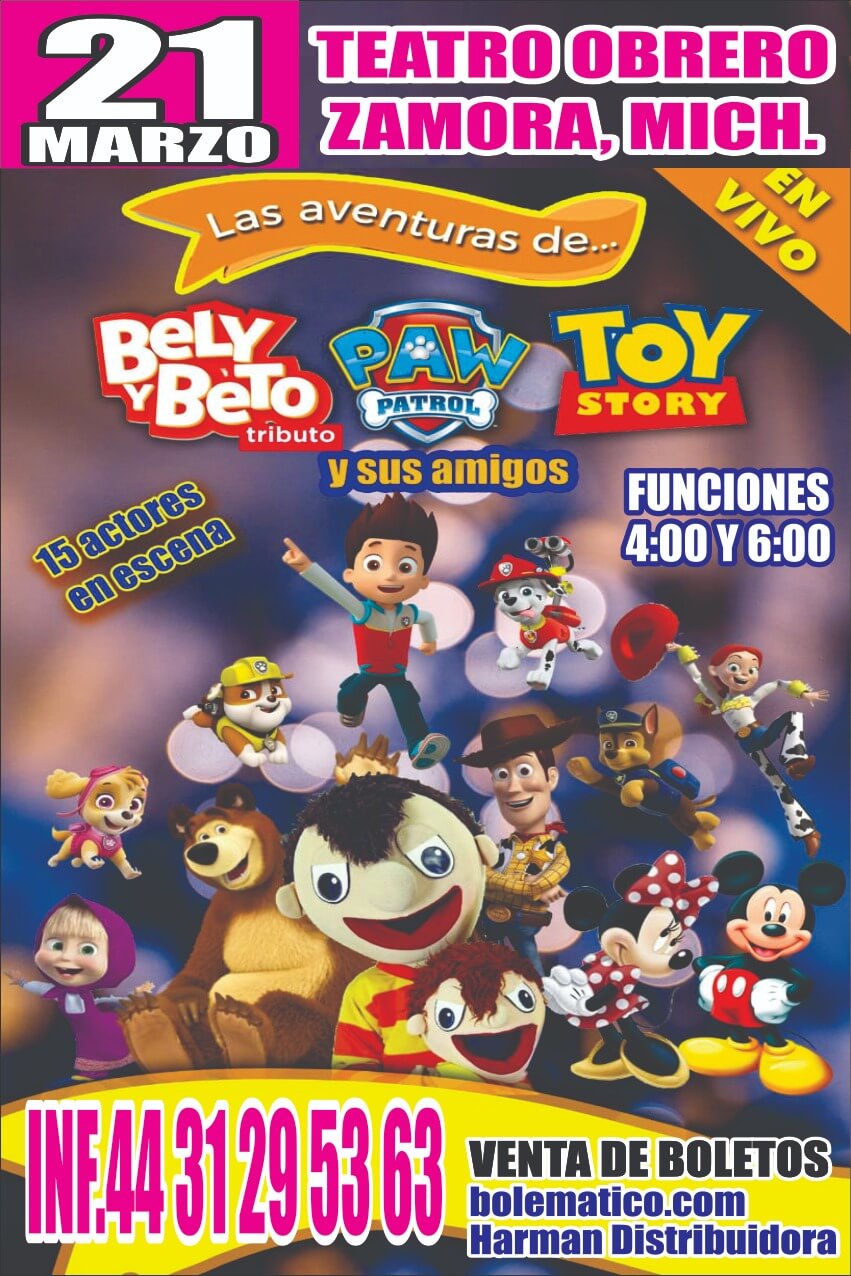 21
MARZO
TEATRO OBRERO
ZAMORA, MICH.
EN
VIVO
Las aventuras de...
BeLY
Y BèTO
tributo
PAW
PATROL
TOY
STORY
y sus amigos
15 actores
en escena
FUNCIONES
4:00 Y 6:00
INF.44 31 29 53 63
VENTA DE BOLETOS
bolematico.com
Harman Distribuidora